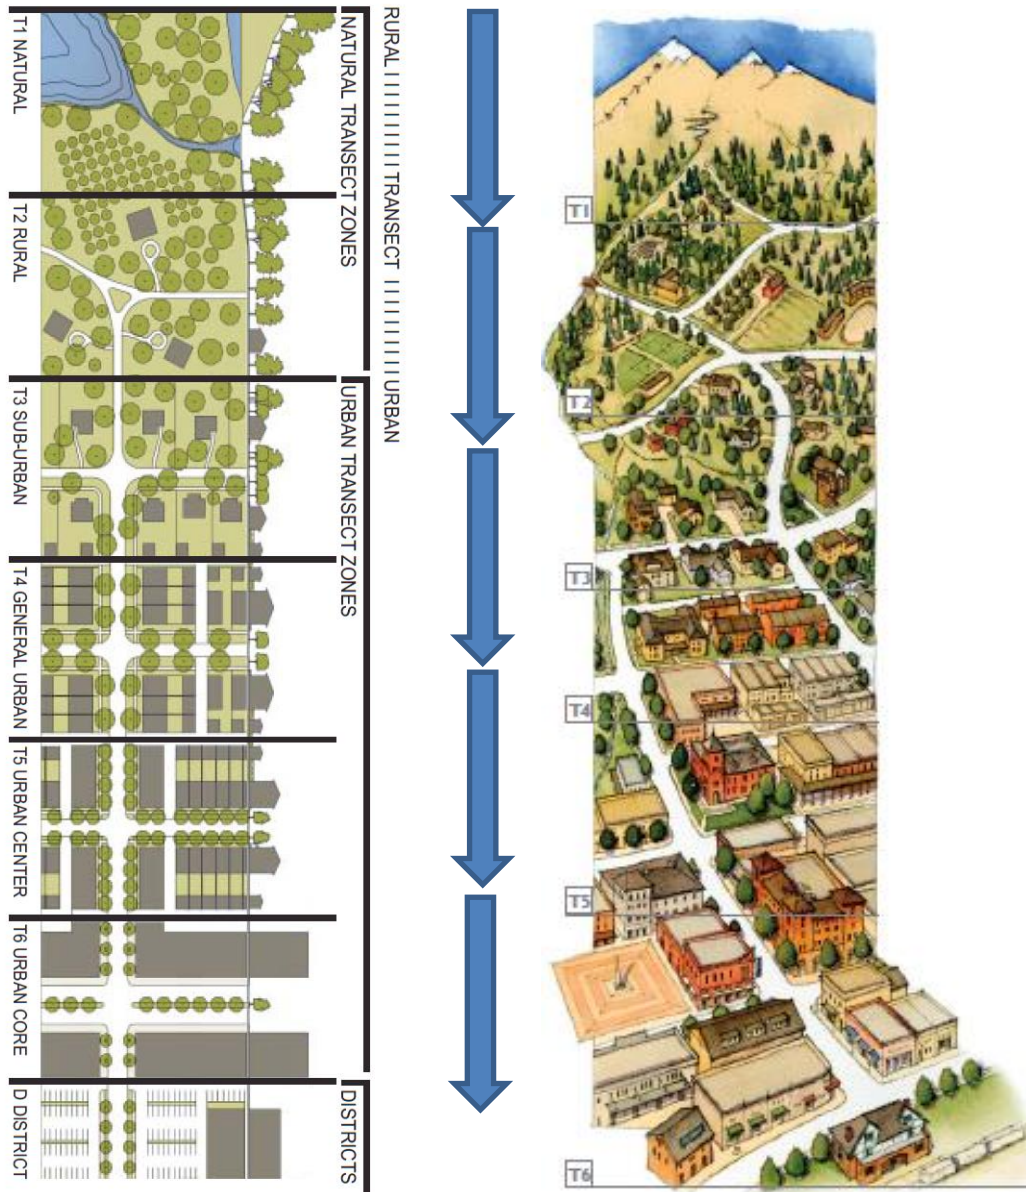 T1 NATURAL
T2 RURAL
T3 SUB-URBAN
T4 GENERAL URBAN
T5 URBAN CENTER
T6 URBAN CORE
D DISTRICT
NATURAL TRANSECT ZONES
URBAN TRANSECT ZONES
DISTRICTS
RURAL I I I I I I I I I I TRANSECT I I I I I I I I I I URBAN
T1
T2
T3
T4
T5
T6